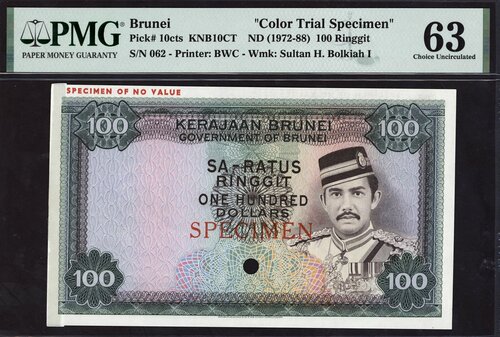 PMG
PAPER MONEY GUARANTY
Brunei "Color Trial Specimen"
Pick# 10cts KNB10CT ND (1972-88) 100 Ringgit
S/N 062 - Printer: BWC - Wmk: Sultan H. Bolkiah I
63
Choice Uncirculated
SPECIMEN OF NO VALUE
100
100
KERAJAAN BRUNEI
GOVERNMENT OF BRUNEI
SA-RATUS
RINGGIT
ONE HUNDRED
DOLLARS
SPECIMEN
100
100